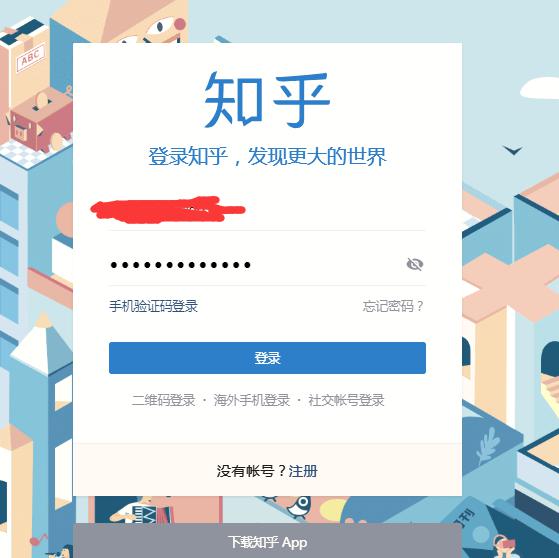 ABC
知乎
登录知乎，发现更大的世界
•••••••••••••
手机验证码登录
忘记密码？
登录
二维码登录 · 海外手机登录 · 社交帐号登录
没有帐号？注册
下载知乎 App